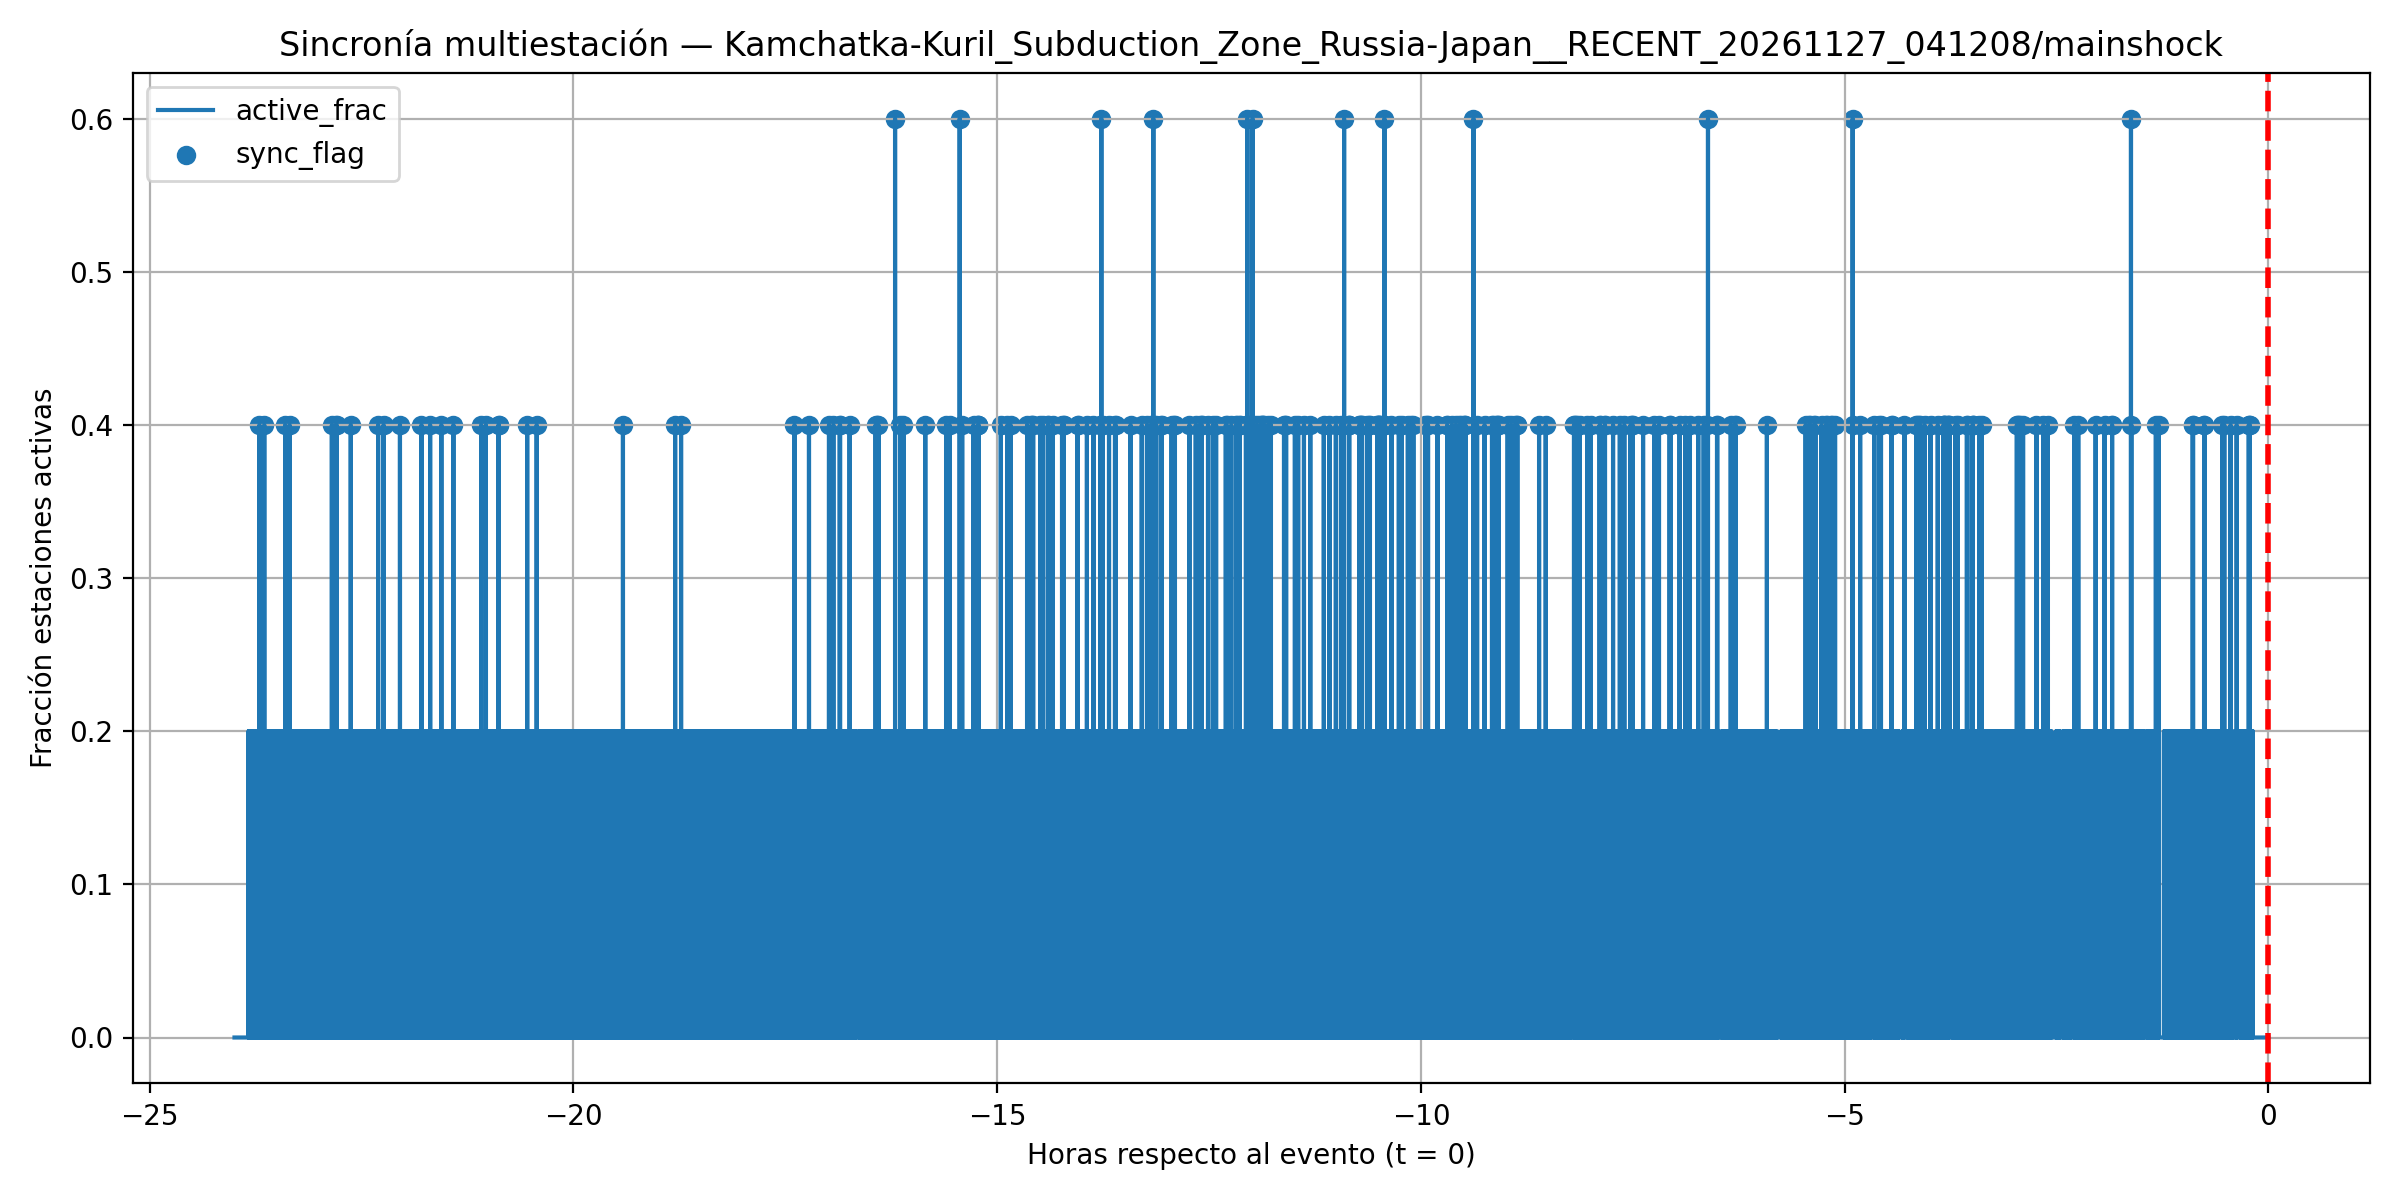 Sincronía multiestación — Kamchatka-Kuril_Subduction_Zone_Russia-Japan__RECENT_20261127_041208/mainshock
active_frac
sync_flag
Fracción estaciones activas
0.6
0.5
0.4
0.3
0.2
0.1
0.0
−25 −20 −15 −10 −5 0
Horas respecto al evento (t = 0)